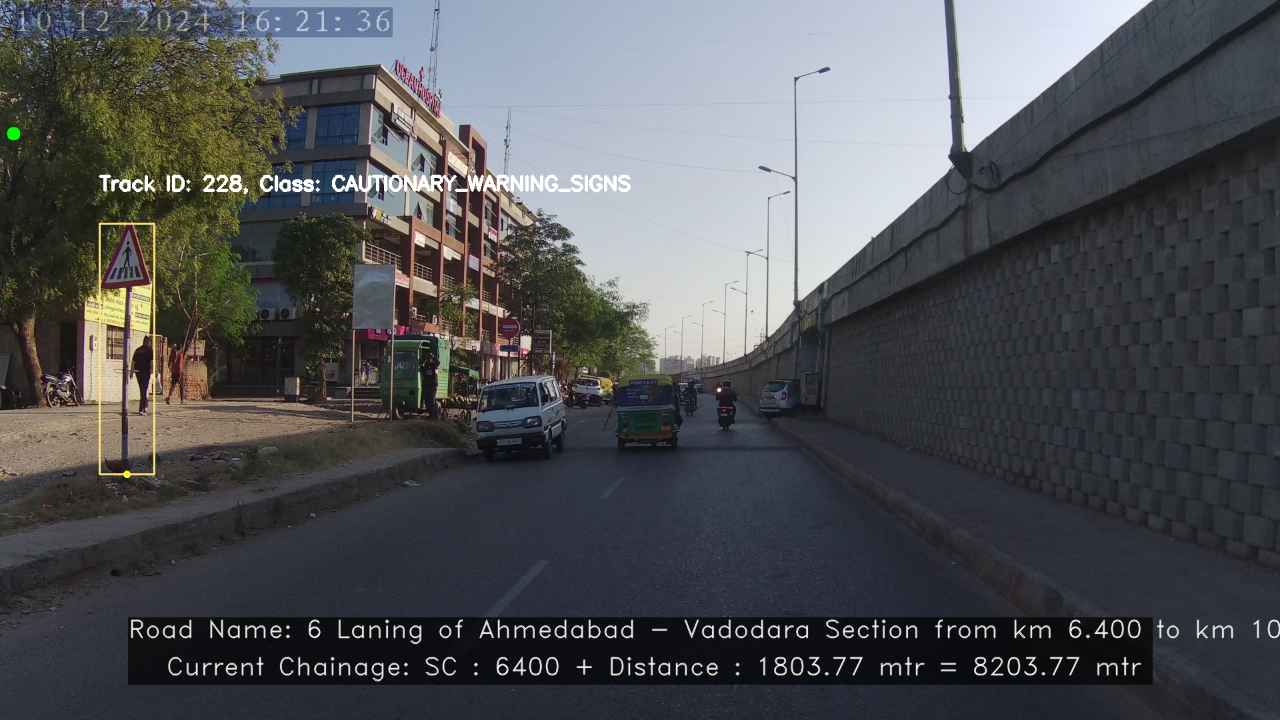 10-12-2024 16:21:36
Track ID: 228, Class: CAUTIONARY_WARNING_SIGNS
Road Name: 6 Laning of Ahmedabad - Vadodara Section from km 6.400 to km 10
Current Chainage: SC : 6400 + Distance : 1803.77 mtr = 8203.77 mtr